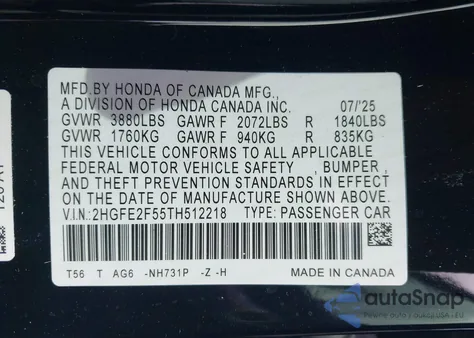 MFD.BY HONDA OF CANADA MFG.,
A DIVISION OF HONDA CANADA INC. 07/'25
GVWR 3880LBS GAWR F 2072LBS R 1840LBS
GVWR 1760KG GAWR F 940KG R 835KG
THIS VEHICLE CONFORMS TO ALL APPLICABLE
FEDERAL MOTOR VEHICLE SAFETY , BUMPER ,
AND THEFT PREVENTION STANDARDS IN EFFECT
ON THE DATE OF MANUFACTURE SHOWN ABOVE.
V.I.N:2HGFE2F55TH512218 TYPE: PASSENGER CAR
T56 T AG6 -NH731P -Z -H MADE IN CANADA
autoSnap